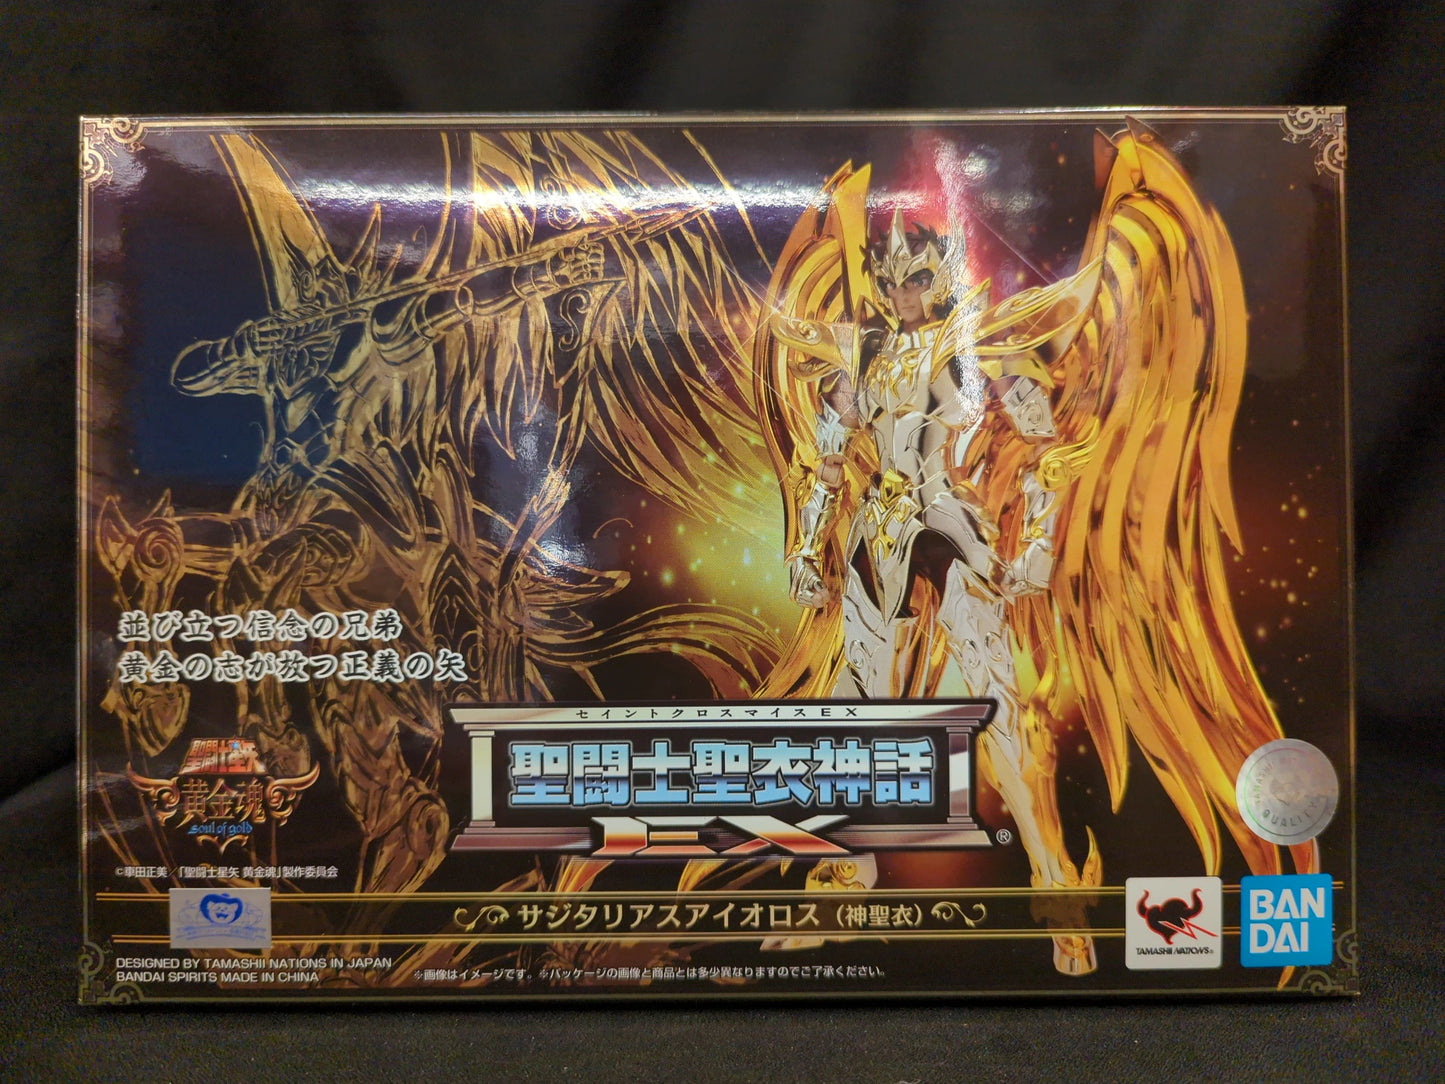 並び立つ信念の兄弟
黄金の志が放つ正義の矢
セイントクロスマイスEX
聖闘士聖衣神話
EX
®
聖闘士星矢
黄金魂
soul of gold
©車田正美/「聖闘士星矢 黄金魂」製作委員会
サジタリアスアイオロス(神聖衣)
TAMASHII NATIONS®
BAN
DAI
QUALITY
DESIGNED BY TAMASHII NATIONS IN JAPAN
BANDAI SPIRITS MADE IN CHINA
※画像はイメージです。※パッケージの画像と商品とは多少異なりますのでご了承ください。